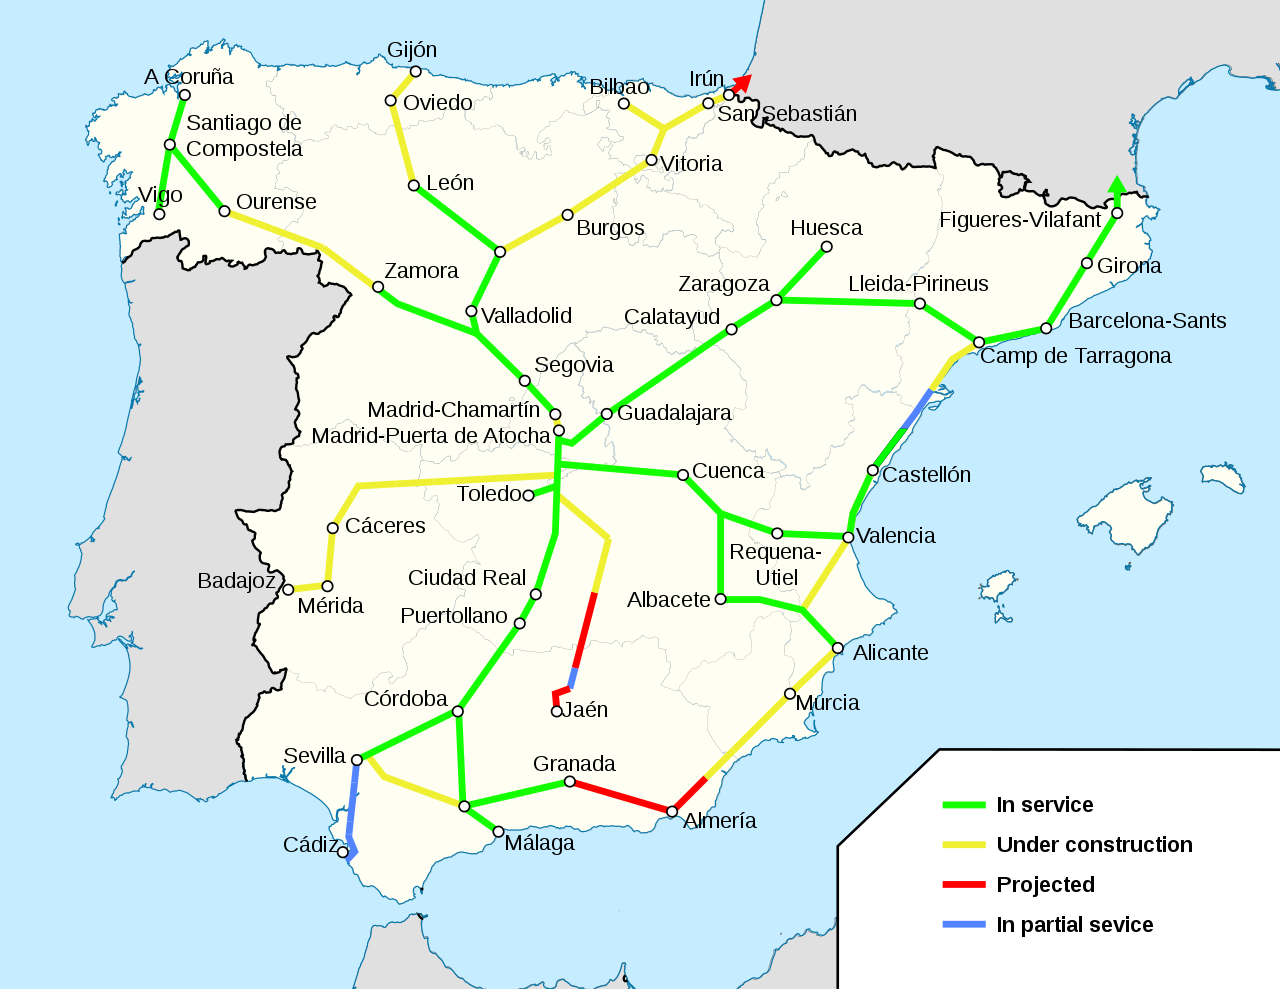 Gijón
A Coruña
Bilbao
Irún
Oviedo
San Sebastián
Santiago de
Compostela
Vitoria
León
Vigo
Ourense
Figueres-Vilafant
Burgos
Huesca
Zamora
Girona
Zaragoza
Lleida-Pirineus
Valladolid
Calatayud
Barcelona-Sants
Camp de Tarragona
Segovia
Madrid-Chamartín
Guadalajara
Madrid-Puerta de Atocha
Cuenca
Castellón
Toledo
Cáceres
Valencia
Requena-
Utiel
Badajoz
Ciudad Real
Mérida
Albacete
Puertollano
Alicante
Córdoba
Murcia
Jaén
Sevilla
Granada
Almería
Cádiz
Málaga
In service
Under construction
Projected
In partial sevice